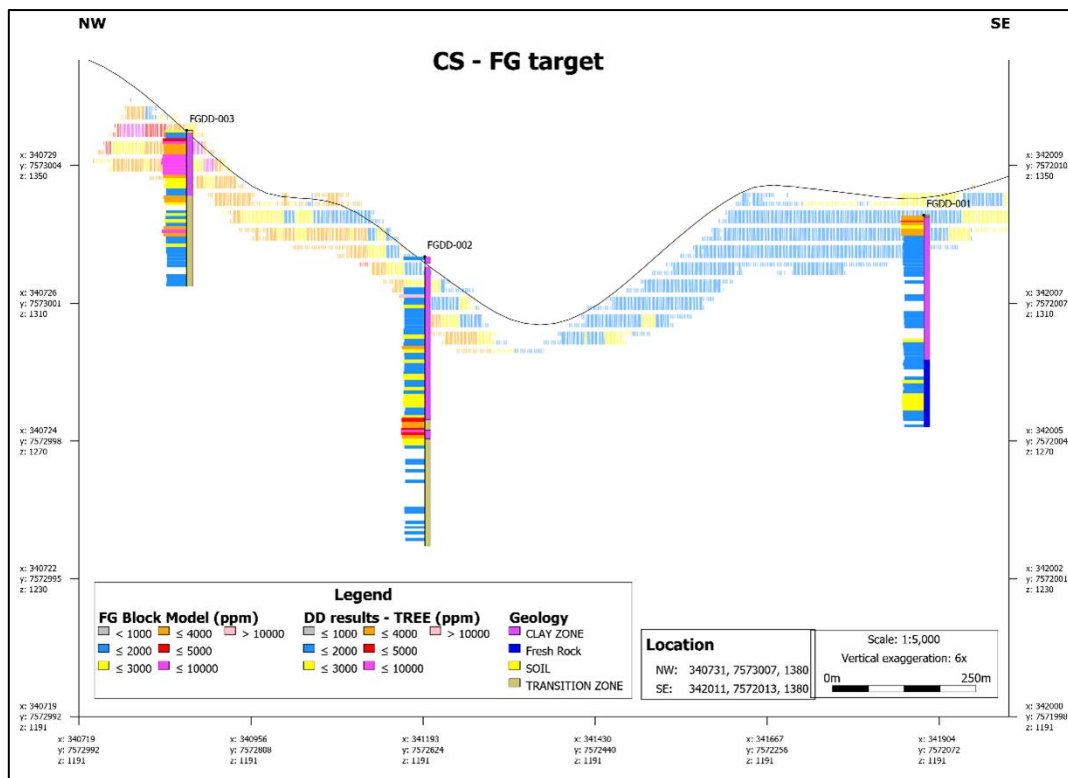 NW
SE
CS - FG target
FGDD-003
FGDD-002
FGDD-001
x: 340729
y: 7573004
z: 1350
x: 340726
y: 7573001
z: 1310
x: 340724
y: 7572998
z: 1270
x: 340722
y: 7572995
z: 1230
x: 340719
y: 7572992
z: 1191
x: 342009
y: 7572010
z: 1350
x: 342007
y: 7572007
z: 1310
x: 342005
y: 7572004
z: 1270
x: 342002
y: 7572001
z: 1230
x: 342000
y: 7571998
z: 1191
Legend
FG Block Model (ppm)
< 1000
≤ 4000
> 10000
≤ 2000
≤ 5000
≤ 3000
≤ 10000
DD results - TREE (ppm)
≤ 1000
≤ 4000
> 10000
≤ 2000
≤ 5000
≤ 3000
≤ 10000
Geology
CLAY ZONE
Fresh Rock
SOIL
TRANSITION ZONE
Location
NW: 340731, 7573007, 1380
SE: 342011, 7572013, 1380
Scale: 1:5,000
Vertical exaggeration: 6x
0m
250m
x: 340719
y: 7572992
z: 1191
x: 340956
y: 7572808
z: 1191
x: 341193
y: 7572624
z: 1191
x: 341430
y: 7572440
z: 1191
x: 341667
y: 7572256
z: 1191
x: 341904
y: 7572072
z: 1191